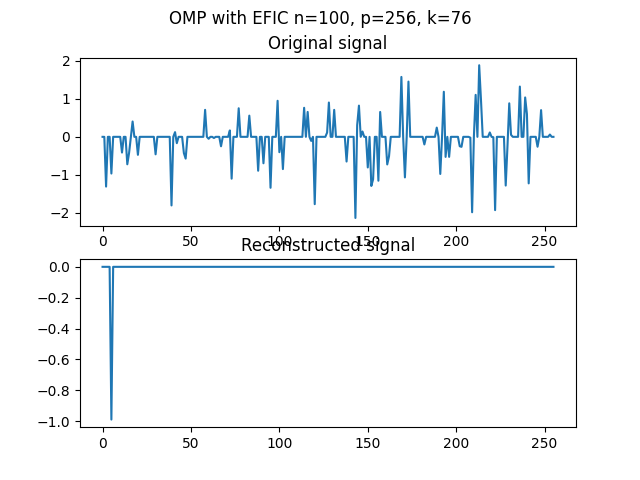 OMP with EFIC n=100, p=256, k=76
Original signal
2
1
0
−1
−2
0 50 100 150 200 250
Reconstructed signal
0.0
−0.2
−0.4
−0.6
−0.8
−1.0
0 50 100 150 200 250